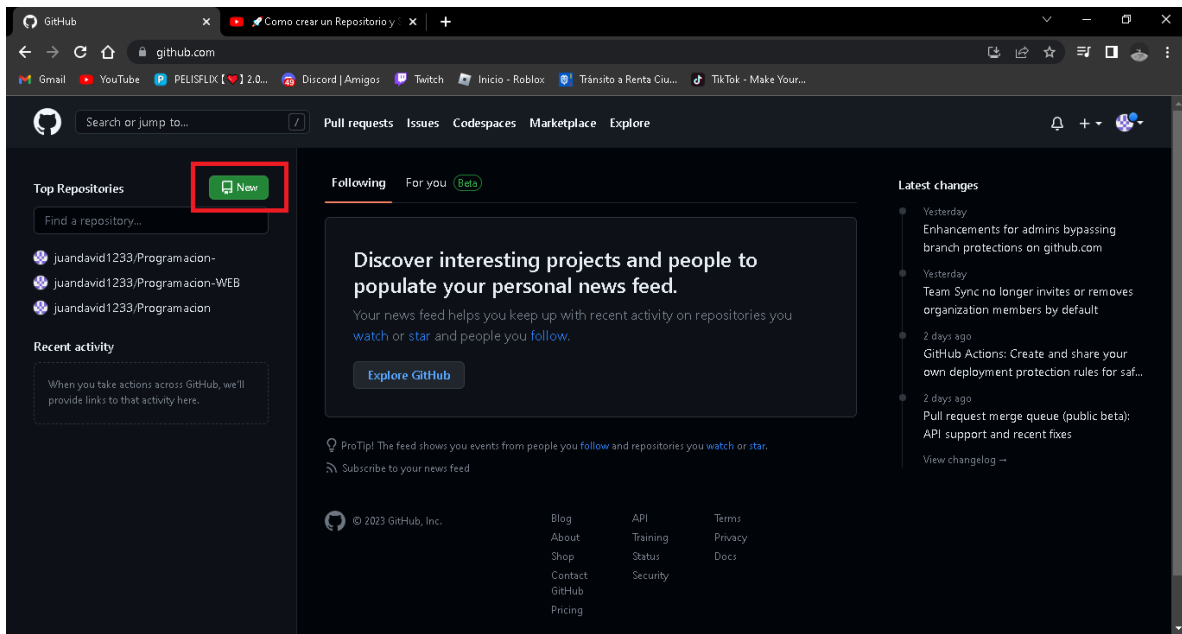 GitHub
Como crear un Repositorio y S
github.com
Gmail
YouTube
PELISFLIX【❤】2.0...
Discord | Amigos
Twitch
Inicio - Roblox
Tránsito a Renta Ciu...
TikTok - Make Your...
Search or jump to...
/
Pull requests
Issues
Codespaces
Marketplace
Explore
Top Repositories
New
Find a repository...
juandavid1233/Programacion-
juandavid1233/Programacion-WEB
juandavid1233/Programacion
Recent activity
When you take actions across GitHub, we'll
provide links to that activity here.
Following
For you
Beta
Discover interesting projects and people to
populate your personal news feed.
Your news feed helps you keep up with recent activity on repositories you
watch or star and people you follow.
Explore GitHub
ProTip! The feed shows you events from people you follow and repositories you watch or star.
Subscribe to your news feed
© 2023 GitHub, Inc.
Blog
About
Shop
Contact
GitHub
Pricing
API
Training
Status
Security
Terms
Privacy
Docs
Latest changes
Yesterday
Enhancements for admins bypassing
branch protections on github.com
Yesterday
Team Sync no longer invites or removes
organization members by default
2 days ago
GitHub Actions: Create and share your
own deployment protection rules for saf...
2 days ago
Pull request merge queue (public beta):
API support and recent fixes
View changelog →